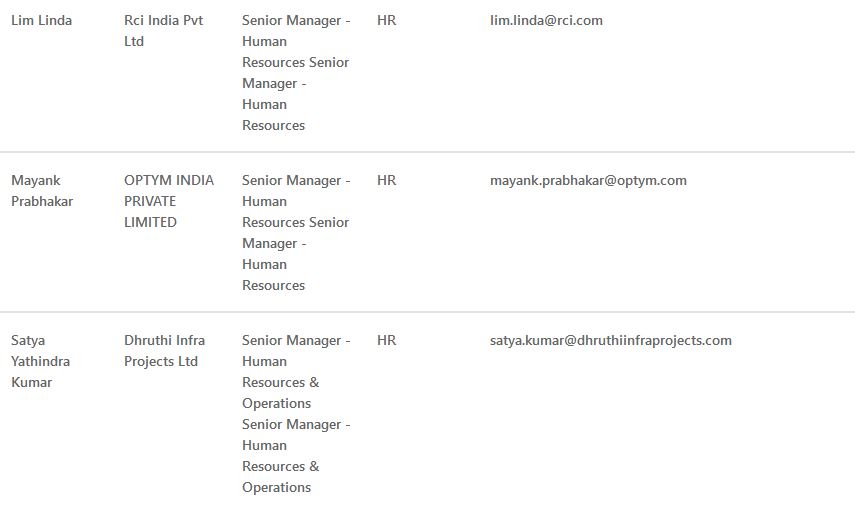 Lim Linda
Rci India Pvt
Ltd
Senior Manager -
Human
Resources Senior
Manager -
Human
Resources
HR
lim.linda@rci.com
Mayank
Prabhakar
OPTYM INDIA
PRIVATE
LIMITED
Senior Manager -
Human
Resources Senior
Manager -
Human
Resources
HR
mayank.prabhakar@optym.com
Satya
Yathindra
Kumar
Dhruthi Infra
Projects Ltd
Senior Manager -
Human
Resources &
Operations
Senior Manager -
Human
Resources &
Operations
HR
satya.kumar@dhruthiinfraprojects.com